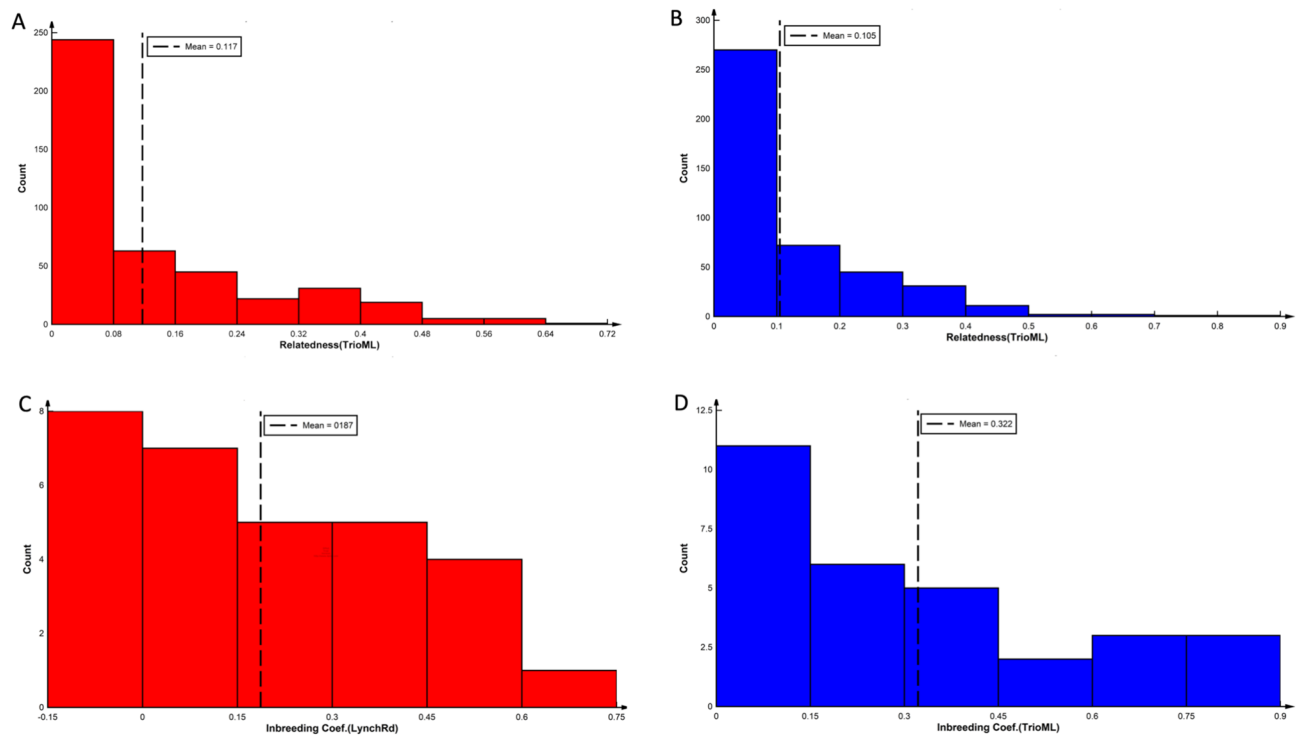 A
Mean = 0.117
250
200
150
100
50
0
Count
0 0.08 0.16 0.24 0.32 0.4 0.48 0.56 0.64 0.72
Relatedness(TrioML)
B
Mean = 0.105
300
250
200
150
100
50
0
Count
0 0.1 0.2 0.3 0.4 0.5 0.6 0.7 0.8 0.9
Relatedness(TrioML)
C
Mean = 0187
8
6
4
2
0
Count
-0.15 0 0.15 0.3 0.45 0.6 0.75
Inbreeding Coef.(LynchRd)
D
Mean = 0.322
12.5
10
7.5
5
2.5
0
Count
0 0.15 0.3 0.45 0.6 0.75 0.9
Inbreeding Coef.(TrioML)